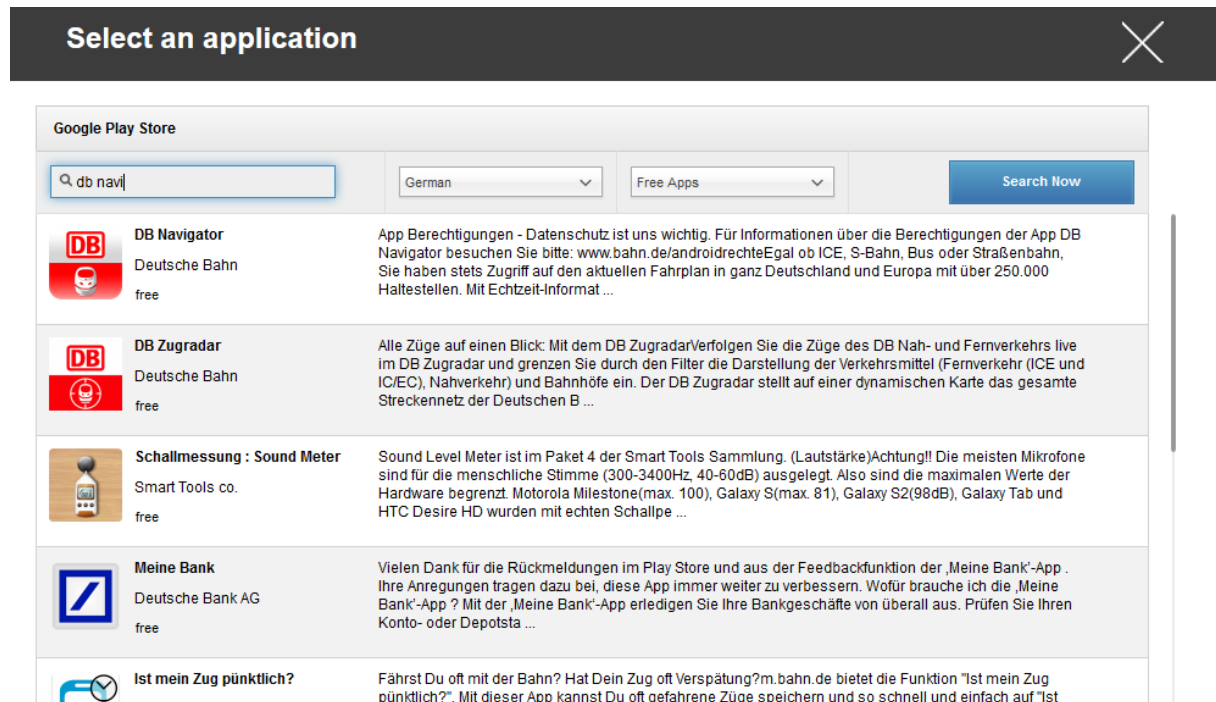 Select an application
Google Play Store
db navi
German
Free Apps
Search Now
DB
DB Navigator
Deutsche Bahn
free
App Berechtigungen - Datenschutz ist uns wichtig. Für Informationen über die Berechtigungen der App DB
Navigator besuchen Sie bitte: www.bahn.de/androidrechteEgal ob ICE, S-Bahn, Bus oder Straßenbahn,
Sie haben stets Zugriff auf den aktuellen Fahrplan in ganz Deutschland und Europa mit über 250.000
Haltestellen. Mit Echtzeit-Informat ...
DB
DB Zugradar
Deutsche Bahn
free
Alle Züge auf einen Blick: Mit dem DB ZugradarVerfolgen Sie die Züge des DB Nah- und Fernverkehrs live
im DB Zugradar und grenzen Sie durch den Filter die Darstellung der Verkehrsmittel (Fernverkehr (ICE und
IC/EC), Nahverkehr) und Bahnhöfe ein. Der DB Zugradar stellt auf einer dynamischen Karte das gesamte
Streckennetz der Deutschen B ...
Schallmessung : Sound Meter
Smart Tools co.
free
Sound Level Meter ist im Paket 4 der Smart Tools Sammlung. (Lautstärke)Achtung!! Die meisten Mikrofone
sind für die menschliche Stimme (300-3400Hz, 40-60dB) ausgelegt. Also sind die maximalen Werte der
Hardware begrenzt. Motorola Milestone(max. 100), Galaxy S(max. 81), Galaxy S2(98dB), Galaxy Tab und
HTC Desire HD wurden mit echten Schallpe ...
Meine Bank
Deutsche Bank AG
free
Vielen Dank für die Rückmeldungen im Play Store und aus der Feedbackfunktion der ‚Meine Bank'-App .
Ihre Anregungen tragen dazu bei, diese App immer weiter zu verbessern. Wofür brauche ich die ‚Meine
Bank'-App ? Mit der ‚Meine Bank'-App erledigen Sie Ihre Bankgeschäfte von überall aus. Prüfen Sie Ihren
Konto- oder Depotsta ...
Ist mein Zug pünktlich?
Fährst Du oft mit der Bahn? Hat Dein Zug oft Verspätung?m.bahn.de bietet die Funktion "Ist mein Zug
pünktlich?". Mit dieser App kannst Du oft gefahrene Züge speichern und so schnell und einfach auf "Ist